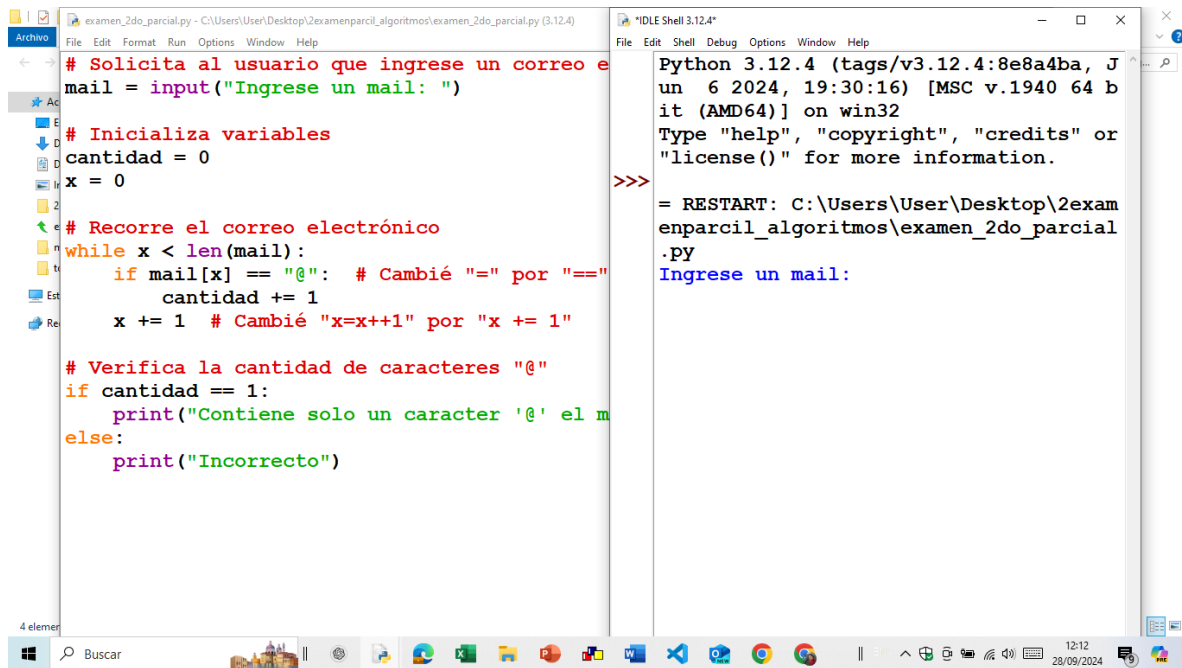 examen_2do_parcial.py - C:\Users\User\Desktop\2examenparcil_algoritmos\examen_2do_parcial.py (3.12.4)
Archivo
File Edit Format Run Options Window Help
# Solicita al usuario que ingrese un correo e
mail = input("Ingrese un mail: ")
# Inicializa variables
cantidad = 0
x = 0
# Recorre el correo electrónico
while x < len(mail):
if mail[x] == "@": # Cambié "=" por "=="
cantidad += 1
x += 1 # Cambié "x=x++1" por "x += 1"
# Verifica la cantidad de caracteres "@"
if cantidad == 1:
print("Contiene solo un caracter '@' el m
else:
print("Incorrecto")
*IDLE Shell 3.12.4*
File Edit Shell Debug Options Window Help
Python 3.12.4 (tags/v3.12.4:8e8a4ba, J
un 6 2024, 19:30:16) [MSC v.1940 64 b
it (AMD64)] on win32
Type "help", "copyright", "credits" or
"license()" for more information.
>>>
= RESTART: C:\Users\User\Desktop\2exam
enparcil_algoritmos\examen_2do_parcial
.py
Ingrese un mail:
Ac
Est
Re
4 elemen
Buscar
12:12
28/09/2024